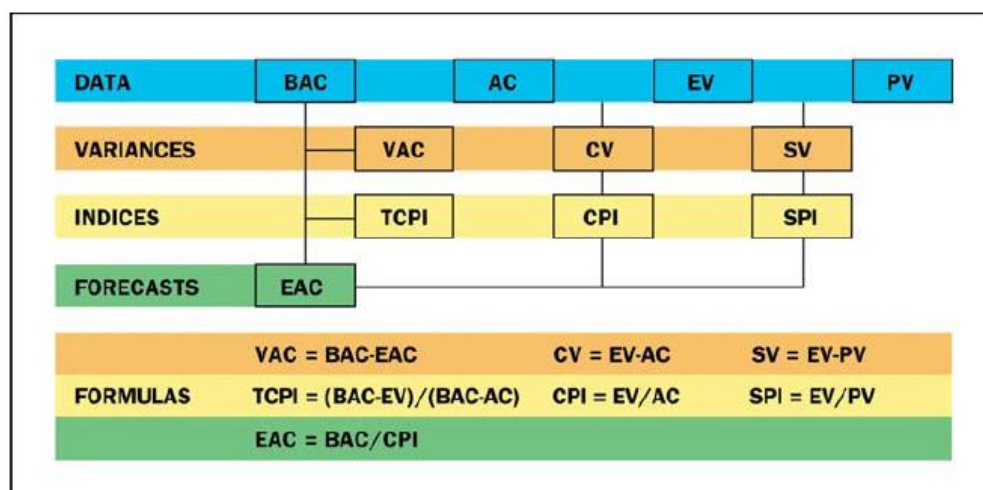 DATA BAC AC EV PV
VARIANCES VAC CV SV
INDICES TCPI CPI SPI
FORECASTS EAC
VAC = BAC-EAC CV = EV-AC SV = EV-PV
FORMULAS TCPI = (BAC-EV)/(BAC-AC) CPI = EV/AC SPI = EV/PV
EAC = BAC/CPI